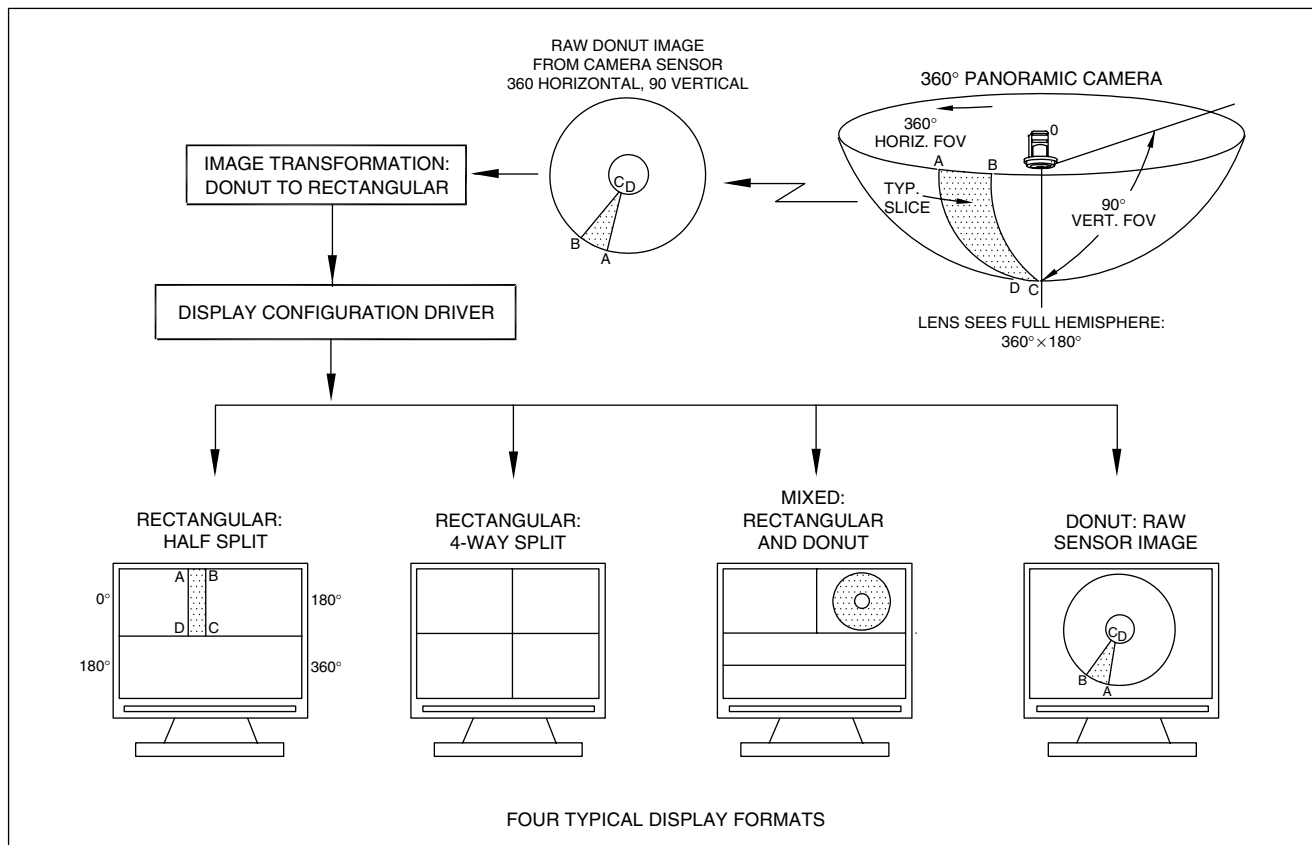 RAW DONUT IMAGE
FROM CAMERA SENSOR
360 HORIZONTAL, 90 VERTICAL
360° PANORAMIC CAMERA
0
360°
HORIZ. FOV
A
B
TYP.
SLICE
90°
VERT. FOV
D
C
LENS SEES FULL HEMISPHERE:
360° × 180°
C
D
B
A
IMAGE TRANSFORMATION:
DONUT TO RECTANGULAR
DISPLAY CONFIGURATION DRIVER
RECTANGULAR:
HALF SPLIT
A
B
0°
180°
D
C
180°
360°
RECTANGULAR:
4-WAY SPLIT
MIXED:
RECTANGULAR
AND DONUT
DONUT: RAW
SENSOR IMAGE
C
D
B
A
FOUR TYPICAL DISPLAY FORMATS